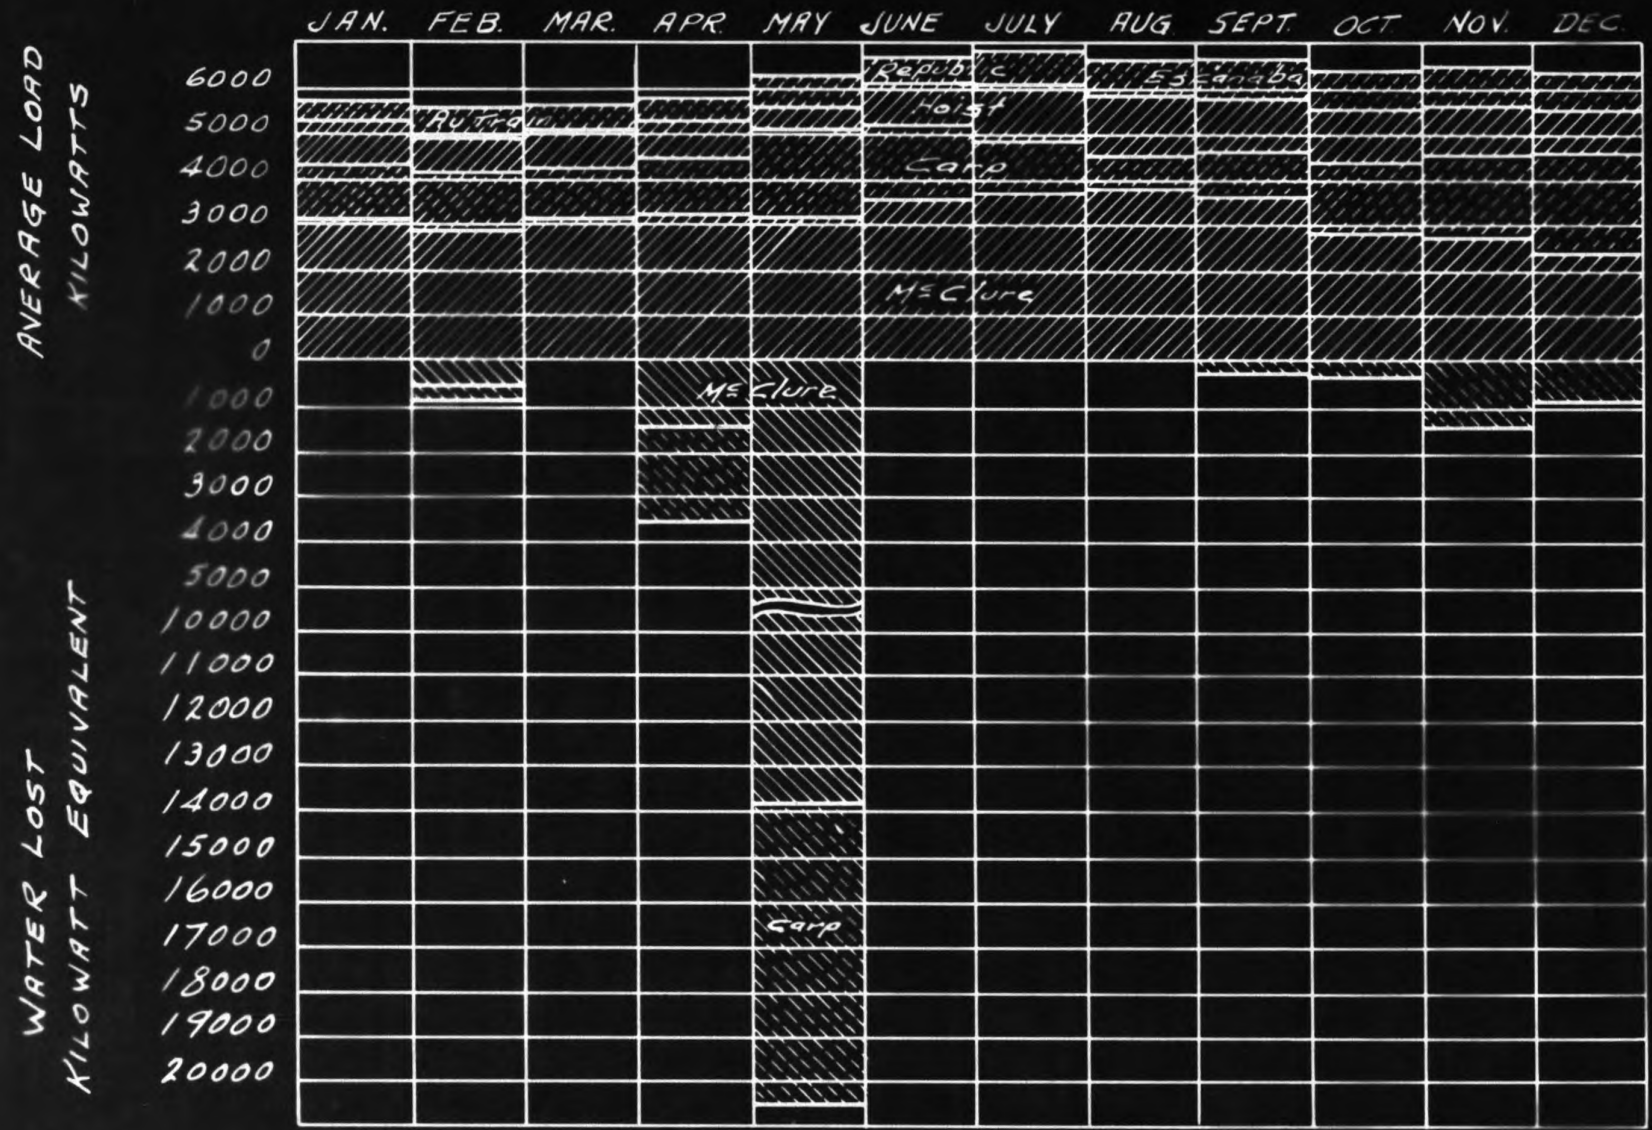 JAN. FEB. MAR. APR. MAY JUNE JULY AUG. SEPT. OCT. NOV. DEC.
AVERAGE LOAD
KILOWATTS
6000
5000
4000
3000
2000
1000
0
Republic
Escanaba
Hoist
AuTrain
Carp
McClure
WATER LOST
KILOWATT EQUIVALENT
1000
2000
3000
4000
5000
10000
11000
12000
13000
14000
15000
16000
17000
18000
19000
20000
McClure
Carp